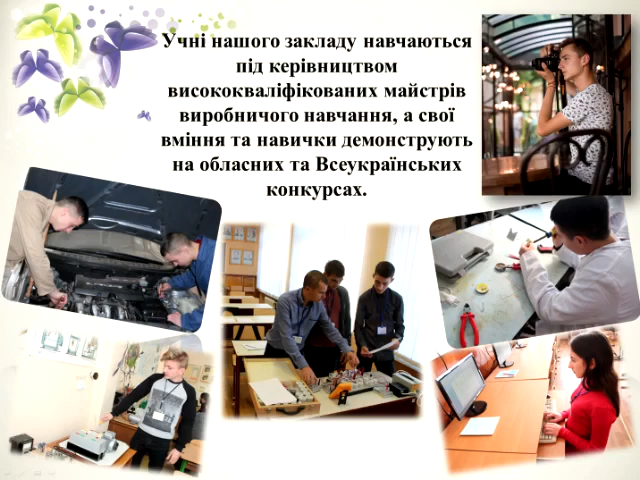 Учні нашого закладу навчаються
під керівництвом
висококваліфікованих майстрів
виробничого навчання, а свої
вміння та навички демонструють
на обласних та Всеукраїнських
конкурсах.